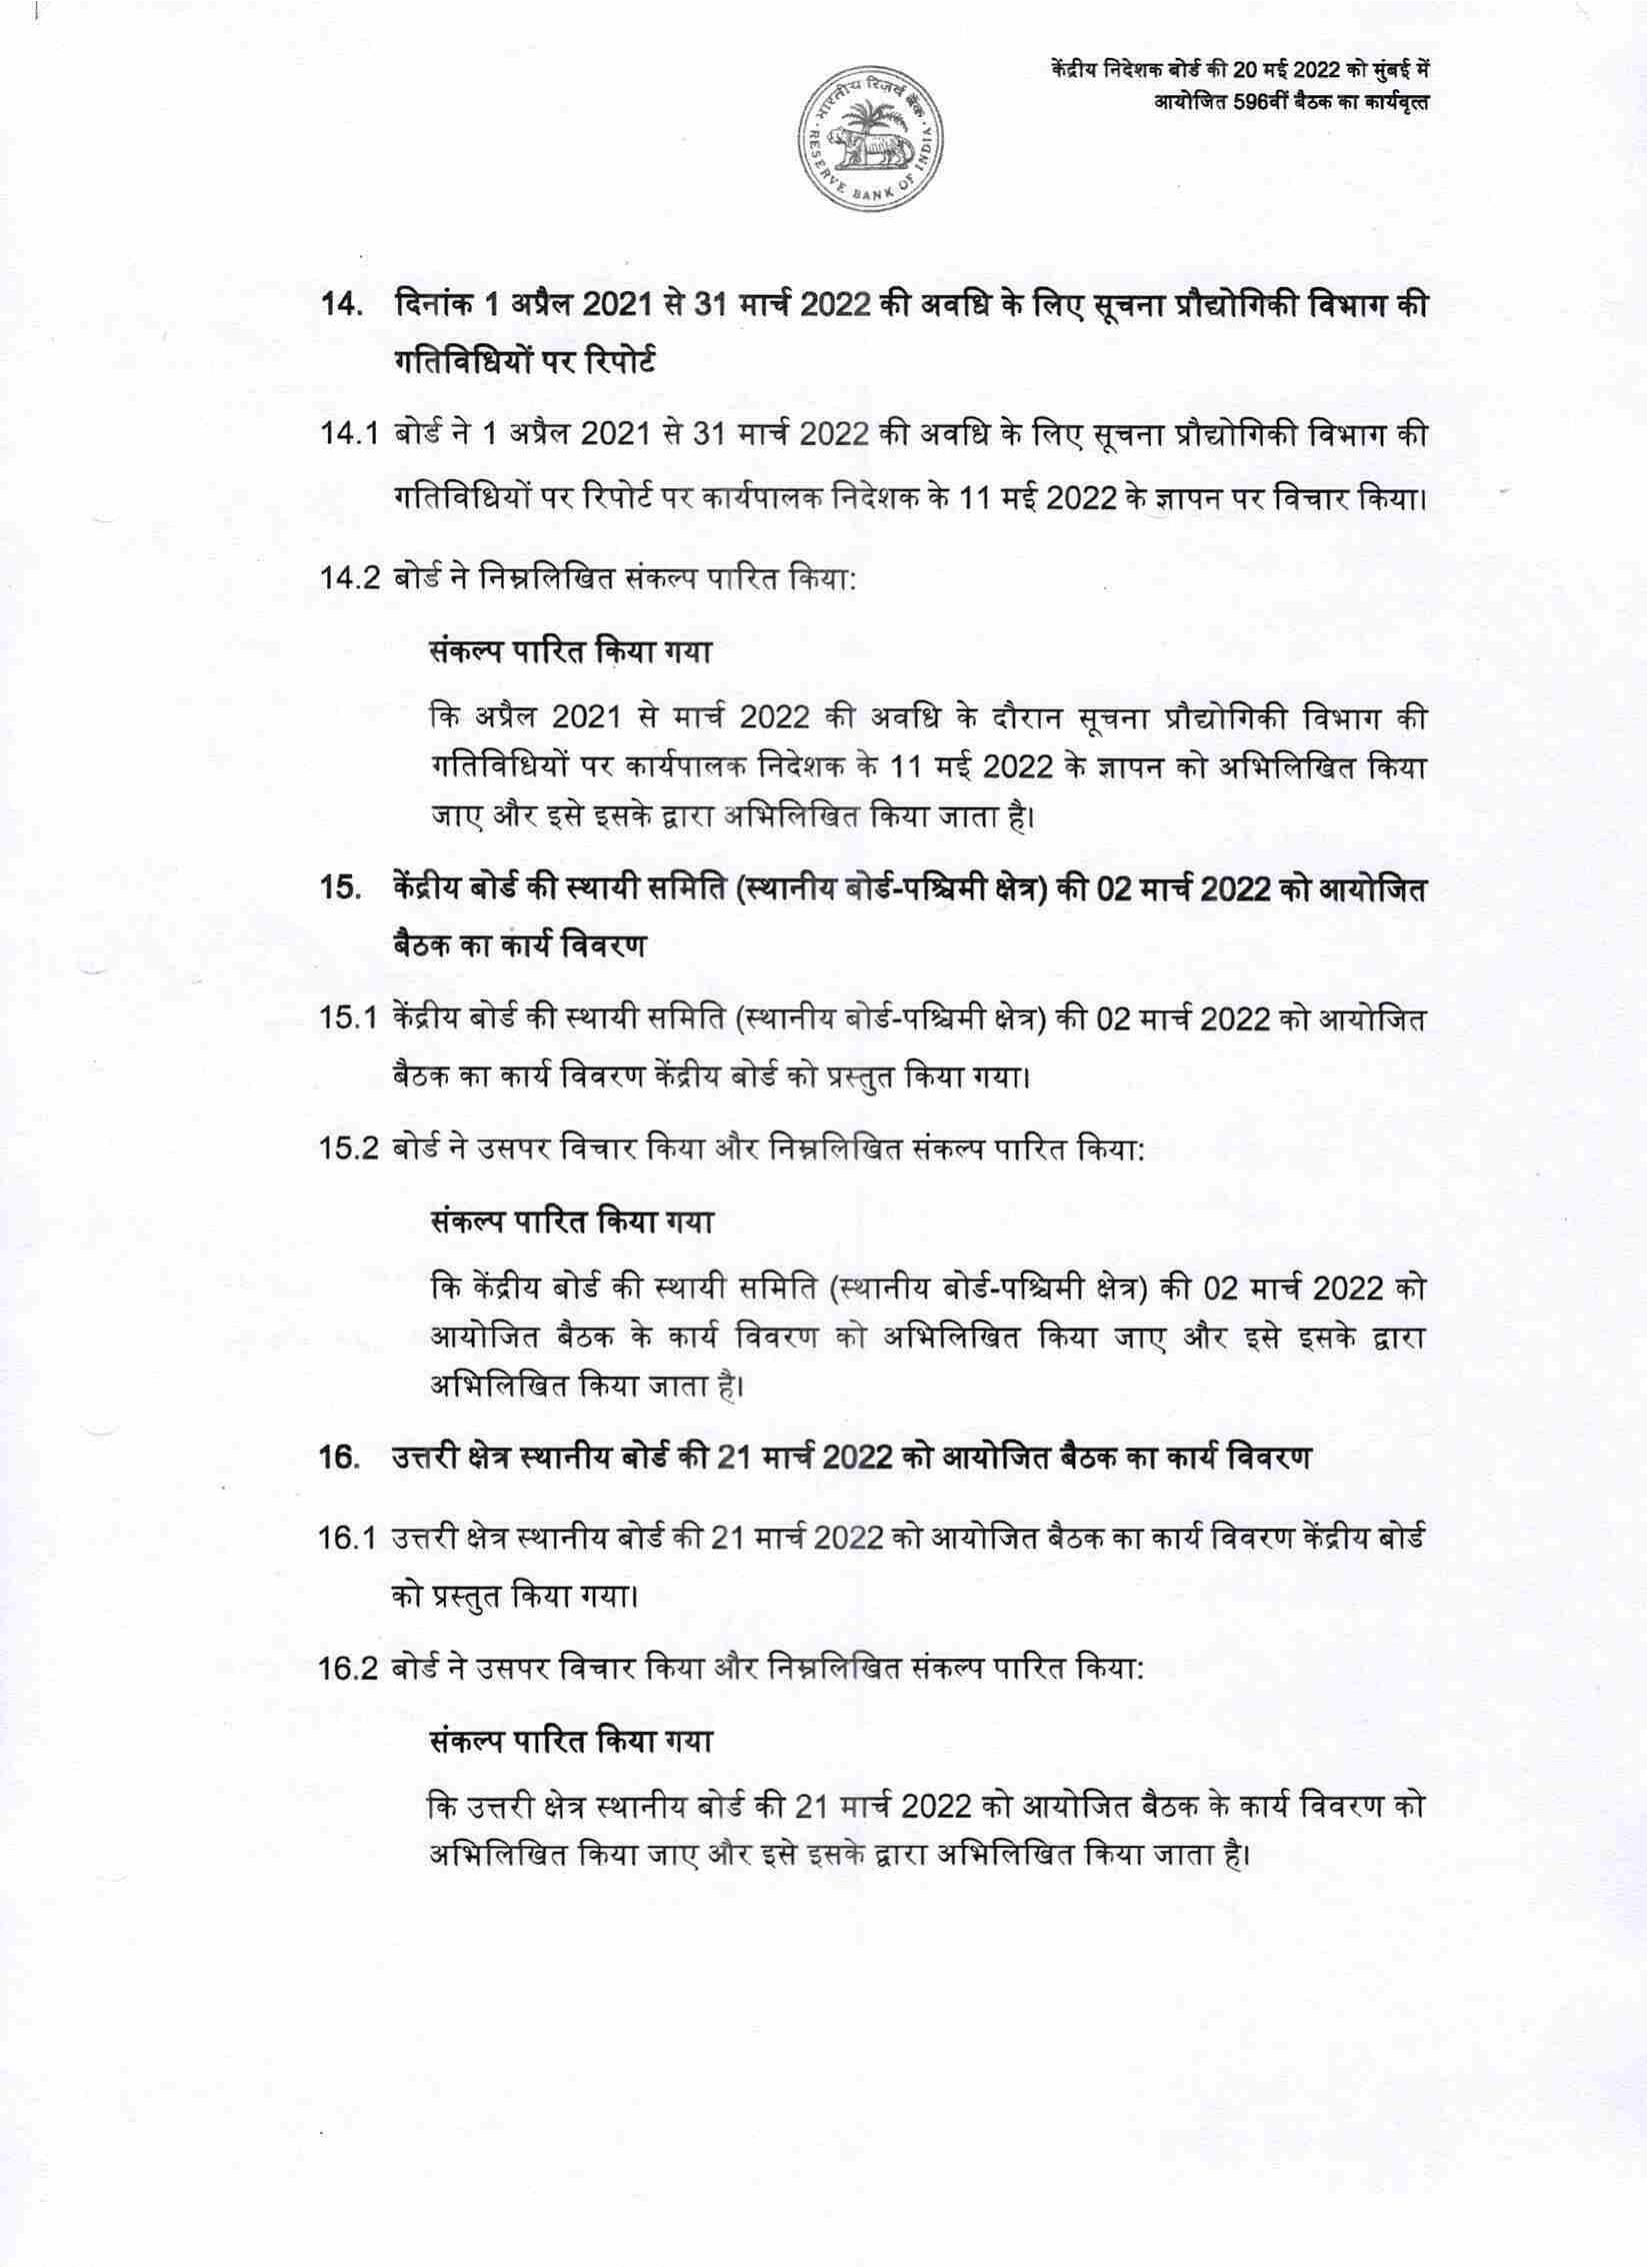 केंद्रीय निदेशक बोर्ड की 20 मई 2022 को मुंबई में
आयोजित 596वीं बैठक का कार्यवृत्त
भारतीय रिज़र्व बैंक
RESERVE BANK OF INDIA
14. दिनांक 1 अप्रैल 2021 से 31 मार्च 2022 की अवधि के लिए सूचना प्रौद्योगिकी विभाग की
गतिविधियों पर रिपोर्ट
14.1 बोर्ड ने 1 अप्रैल 2021 से 31 मार्च 2022 की अवधि के लिए सूचना प्रौद्योगिकी विभाग की
गतिविधियों पर रिपोर्ट पर कार्यपालक निदेशक के 11 मई 2022 के ज्ञापन पर विचार किया।
14.2 बोर्ड ने निम्नलिखित संकल्प पारित किया:
संकल्प पारित किया गया
कि अप्रैल 2021 से मार्च 2022 की अवधि के दौरान सूचना प्रौद्योगिकी विभाग की
गतिविधियों पर कार्यपालक निदेशक के 11 मई 2022 के ज्ञापन को अभिलिखित किया
जाए और इसे इसके द्वारा अभिलिखित किया जाता है।
15. केंद्रीय बोर्ड की स्थायी समिति (स्थानीय बोर्ड-पश्चिमी क्षेत्र) की 02 मार्च 2022 को आयोजित
बैठक का कार्य विवरण
15.1 केंद्रीय बोर्ड की स्थायी समिति (स्थानीय बोर्ड-पश्चिमी क्षेत्र) की 02 मार्च 2022 को आयोजित
बैठक का कार्य विवरण केंद्रीय बोर्ड को प्रस्तुत किया गया।
15.2 बोर्ड ने उसपर विचार किया और निम्नलिखित संकल्प पारित किया:
संकल्प पारित किया गया
कि केंद्रीय बोर्ड की स्थायी समिति (स्थानीय बोर्ड-पश्चिमी क्षेत्र) की 02 मार्च 2022 को
आयोजित बैठक के कार्य विवरण को अभिलिखित किया जाए और इसे इसके द्वारा
अभिलिखित किया जाता है।
16. उत्तरी क्षेत्र स्थानीय बोर्ड की 21 मार्च 2022 को आयोजित बैठक का कार्य विवरण
16.1 उत्तरी क्षेत्र स्थानीय बोर्ड की 21 मार्च 2022 को आयोजित बैठक का कार्य विवरण केंद्रीय बोर्ड
को प्रस्तुत किया गया।
16.2 बोर्ड ने उसपर विचार किया और निम्नलिखित संकल्प पारित किया:
संकल्प पारित किया गया
कि उत्तरी क्षेत्र स्थानीय बोर्ड की 21 मार्च 2022 को आयोजित बैठक के कार्य विवरण को
अभिलिखित किया जाए और इसे इसके द्वारा अभिलिखित किया जाता है।